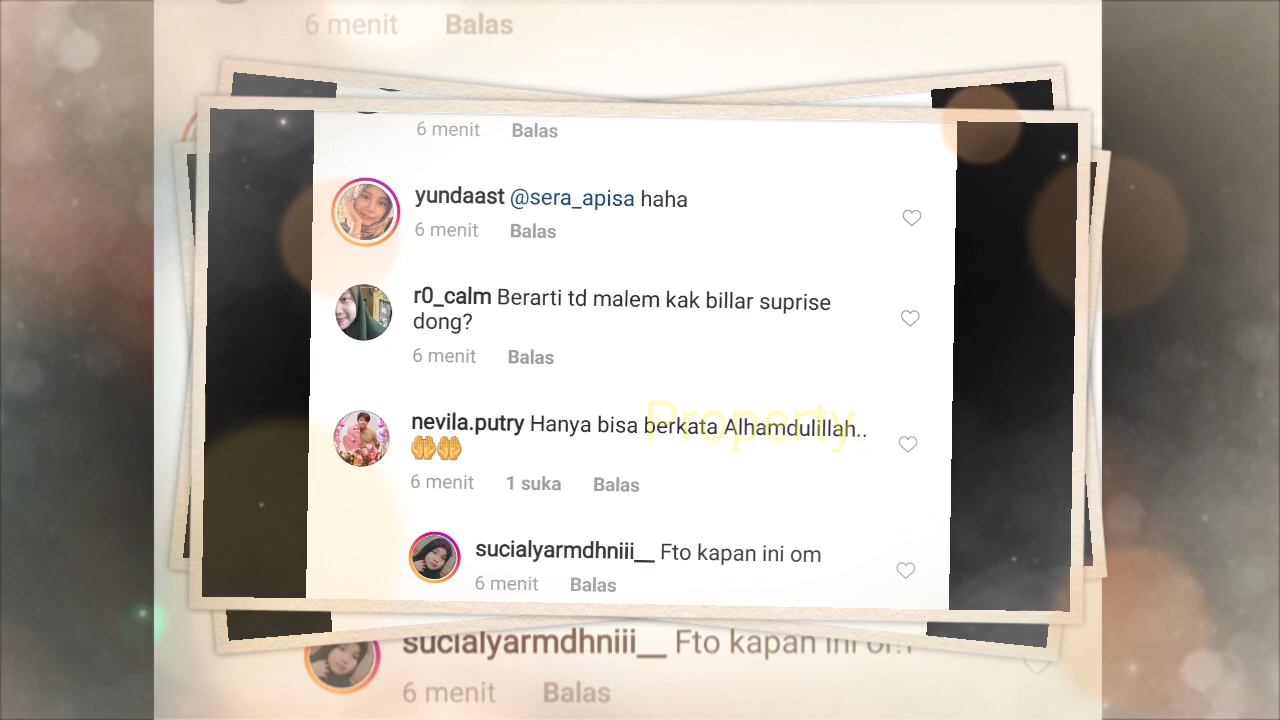 6 menit Balas
6 menit Balas
yundaast @sera_apisa haha
6 menit Balas
r0_calm Berarti td malem kak billar suprise
dong?
6 menit Balas
nevila.putry Hanya bisa berkata Alhamdulillah..
🤲🤲
Property
6 menit 1 suka Balas
sucialyarmdhniii__ Fto kapan ini om
6 menit Balas
sucialyarmdhniii__ Fto kapan ini om
6 menit Balas